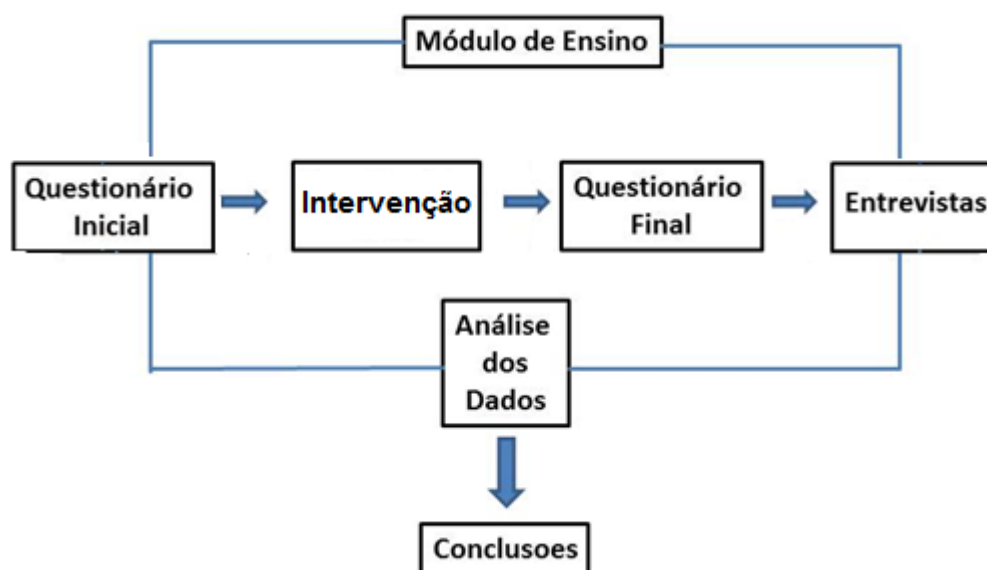 Módulo de Ensino
Questionário
Inicial
Intervenção
Questionário
Final
Entrevistas
Análise
dos
Dados
Conclusoes